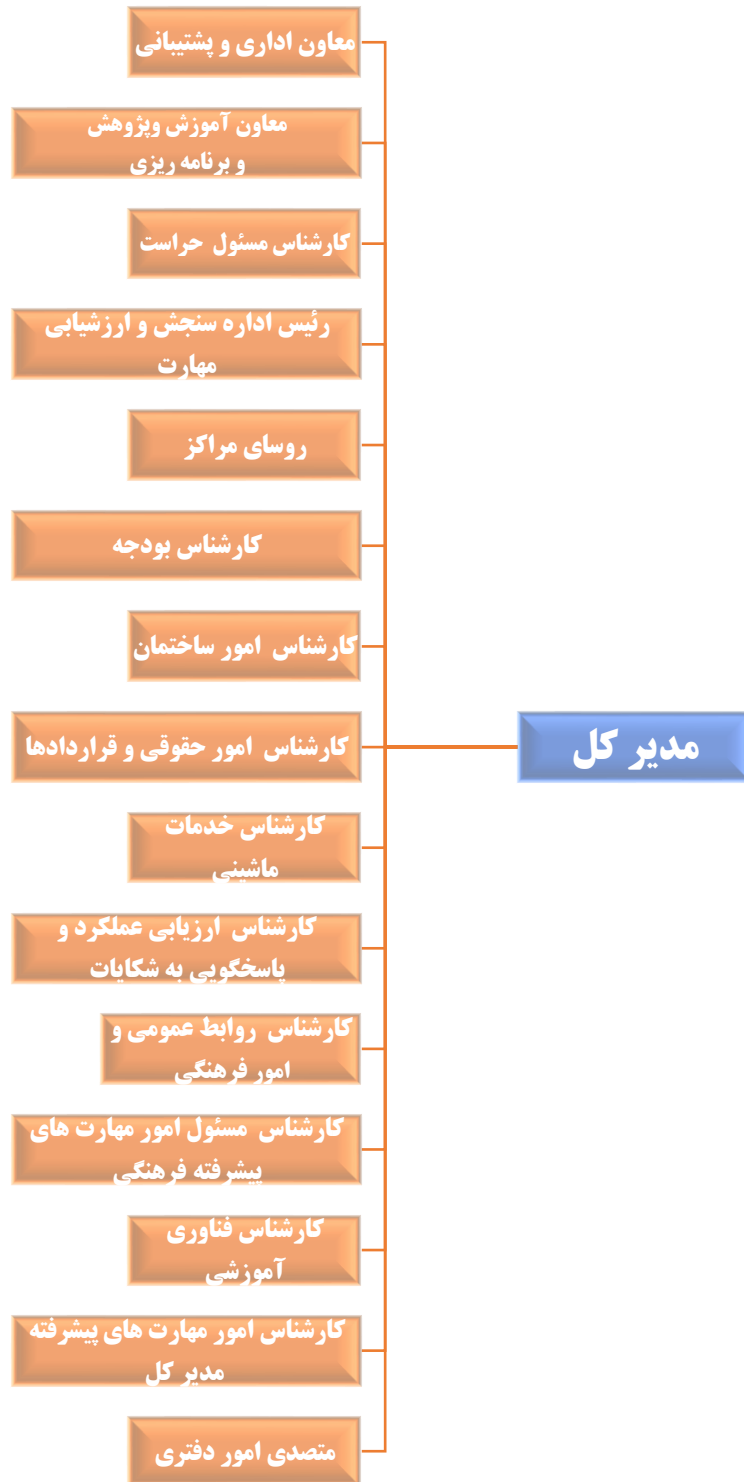 معاون اداری و پشتیبانی
معاون آموزش وپژوهش
و برنامه ریزی
کارشناس مسئول حراست
رئیس اداره سنجش و ارزشیابی
مهارت
روسای مراکز
کارشناس بودجه
کارشناس امور ساختمان
مدیر کل
کارشناس امور حقوقی و قراردادها
کارشناس خدمات
ماشینی
کارشناس ارزیابی عملکرد و
پاسخگویی به شکایات
کارشناس روابط عمومی و
امور فرهنگی
کارشناس مسئول امور مهارت های
پیشرفته فرهنگی
کارشناس فناوری
آموزشی
کارشناس امور مهارت های پیشرفته
مدیر کل
متصدی امور دفتری